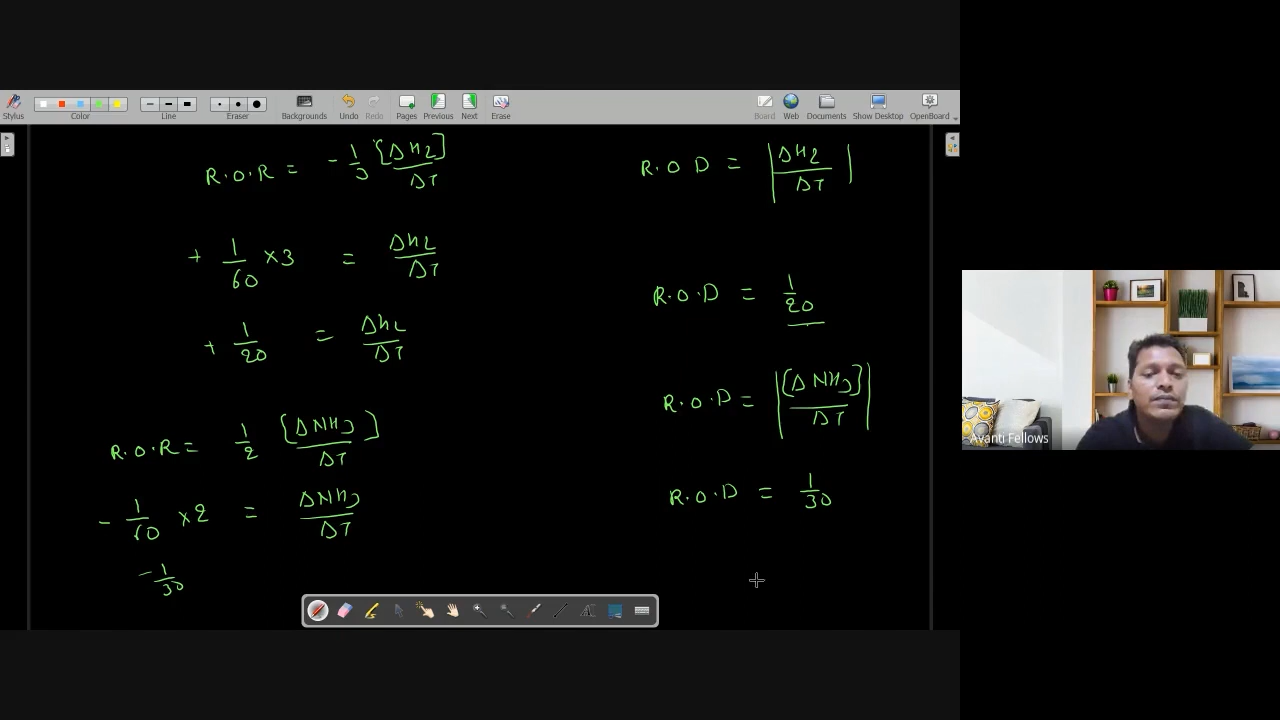 Stylus
Color
Line
Eraser
Backgrounds
Undo
Redo
Pages
Previous
Next
Erase
Board
Web
Documents
Show Desktop
OpenBoard
R.O.R = - 1/3 [ΔH2]/ΔT
+ 1/60 ×3 = ΔH2/ΔT
+ 1/20 = ΔH2/ΔT
R.O.R = 1/2 [ΔNH3]/ΔT
- 1/60 ×2 = ΔNH3/ΔT
- 1/30
R.O.D = |ΔH2/ΔT|
R.O.D = 1/20
R.O.D = |[ΔNH3]/ΔT|
R.O.D = 1/30
Avanti Fellows